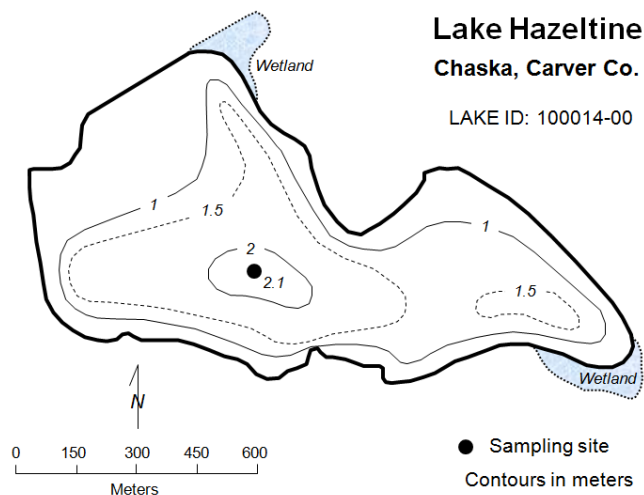 Lake Hazeltine
Chaska, Carver Co.
LAKE ID: 100014-00
Wetland
1
1.5
1
2
2.1
1.5
Wetland
N
0 150 300 450 600
Meters
Sampling site
Contours in meters